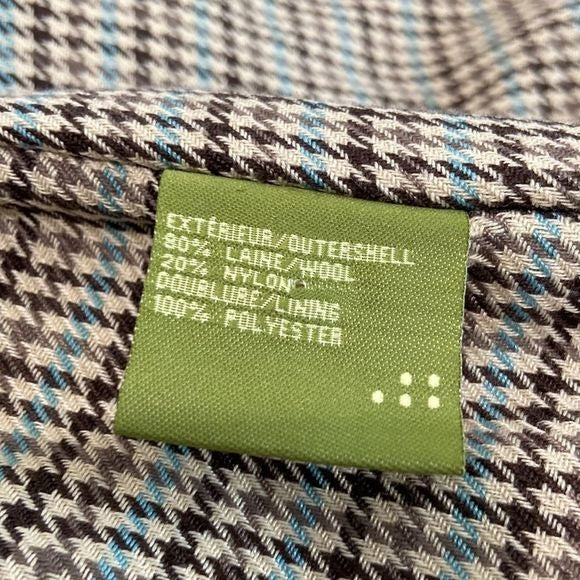 EXTÉRIEUR/OUTERSHELL
80% LAINE/WOOL
20% NYLON
DOUBLURE/LINING
100% POLYESTER